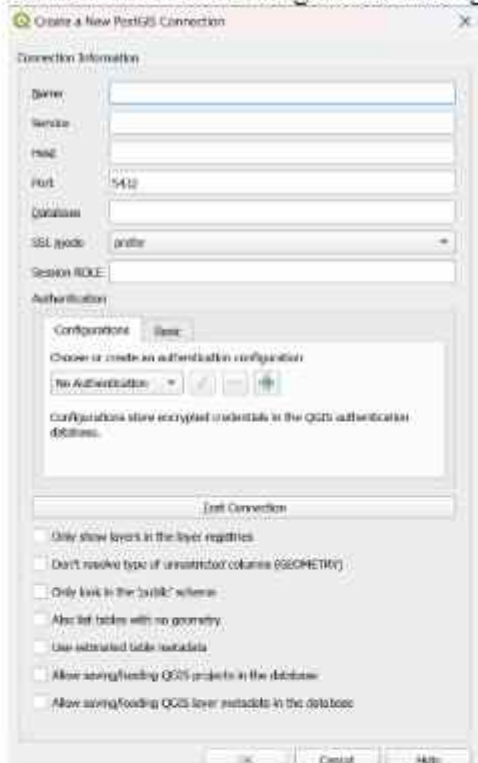 Create a New PostGIS Connection
Connection Information
Name
Service
Host
Port 5432
Database
SSL mode prefer
Session ROLE
Authentication
Configurations Basic
Choose or create an authentication configuration
No Authentication
Configurations store encrypted credentials in the QGIS authentication
database.
Test Connection
Only show layers in the layer registries
Don't resolve type of unrestricted columns (GEOMETRY)
Only look in the 'public' schema
Also list tables with no geometry
Use estimated table metadata
Allow saving/loading QGIS projects in the database
Allow saving/loading QGIS layer metadata in the database
OK Cancel Help